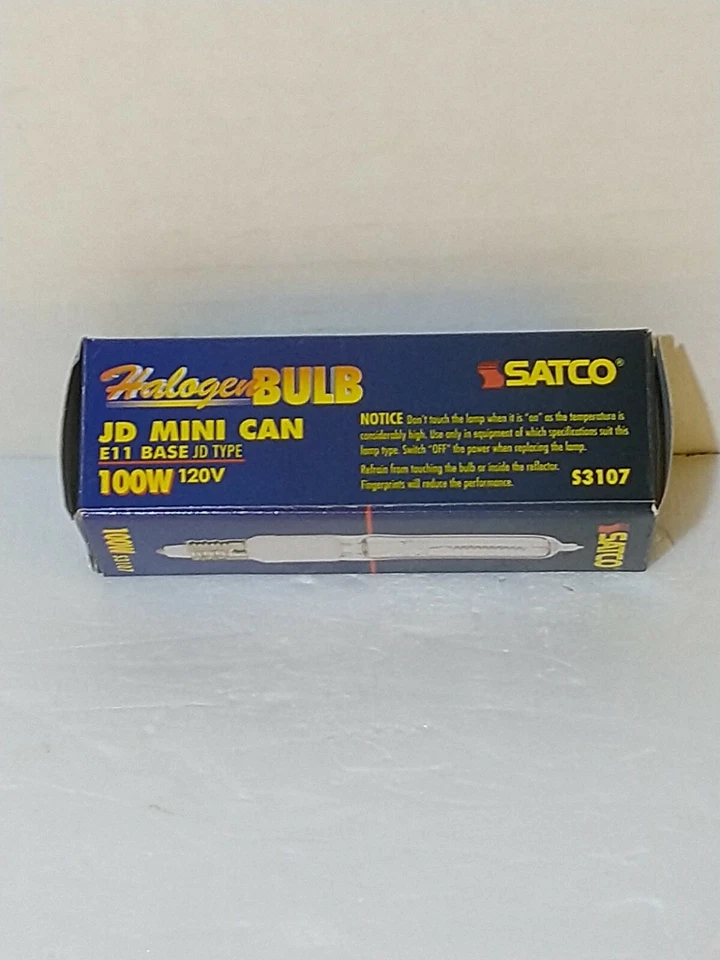 Halogen BULB
SATCO®
JD MINI CAN
E11 BASE JD TYPE
100W 120V
NOTICE Don't touch the lamp when it is "on" as the temperature is
considerably high. Use only in equipment of which specifications suit this
lamp type. Switch "OFF" the power when replacing the lamp.
Refrain from touching the bulb or inside the reflector.
Fingerprints will reduce the performance.
S3107
100W
S3107
SATCO